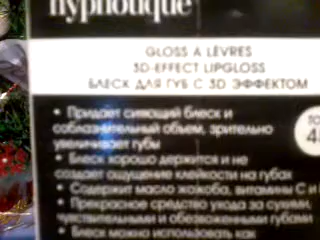 hypnotique
GLOSS A LÈVRES
3D-EFFECT LIPGLOSS
БЛЕСК ДЛЯ ГУБ С 3D ЭФФЕКТОМ
• Придает сияющий блеск и
соблазнительный объем, зрительно
увеличивает губы
• Блеск хорошо держится и не
создает ощущение клейкости на губах
• Содержит масло жожоба, витамины С и
• Прекрасное средство ухода за сухими,
чувствительными и обезвоженными губами
• Блеск можно использовать как